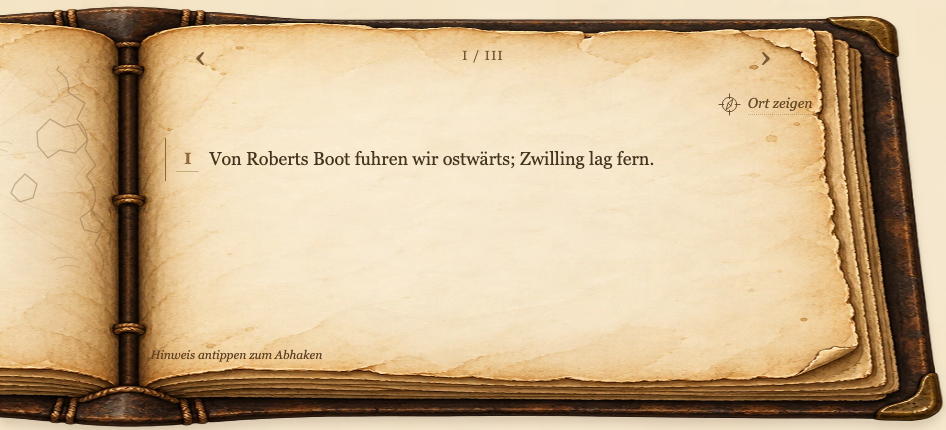 I / III
Ort zeigen
I Von Roberts Boot fuhren wir ostwärts; Zwilling lag fern.
Hinweis antippen zum Abhaken